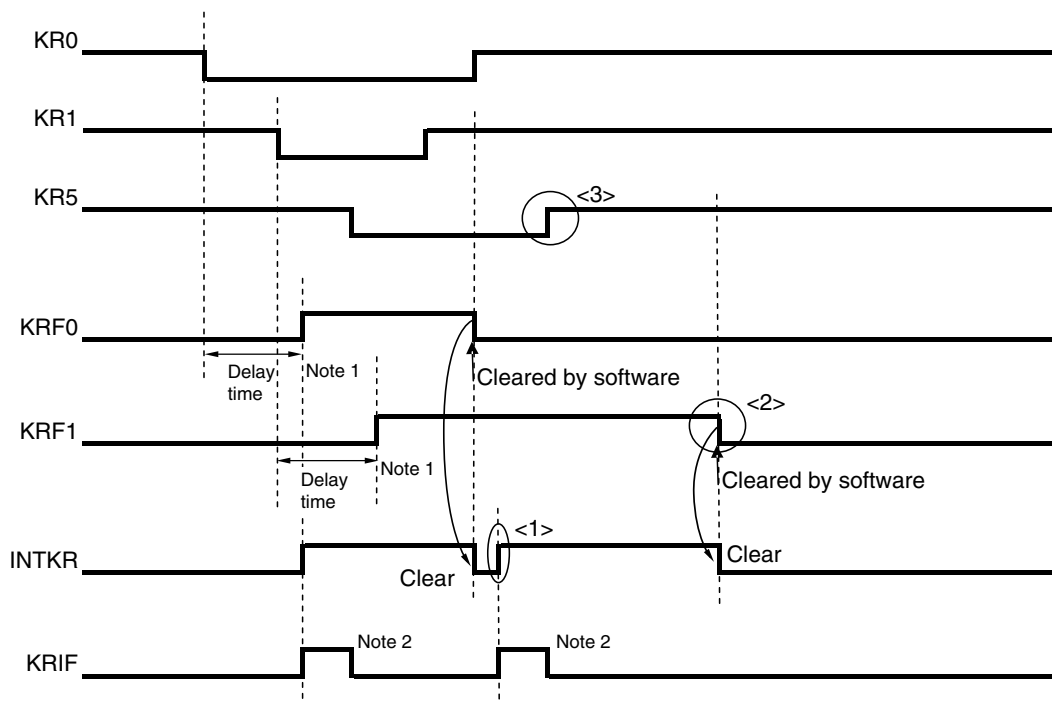 KR0
KR1
KR5
<3>
KRF0
Delay
time
Note 1
Cleared by software
KRF1
<2>
Delay
time
Note 1
Cleared by software
INTKR
<1>
Clear
Clear
KRIF
Note 2
Note 2